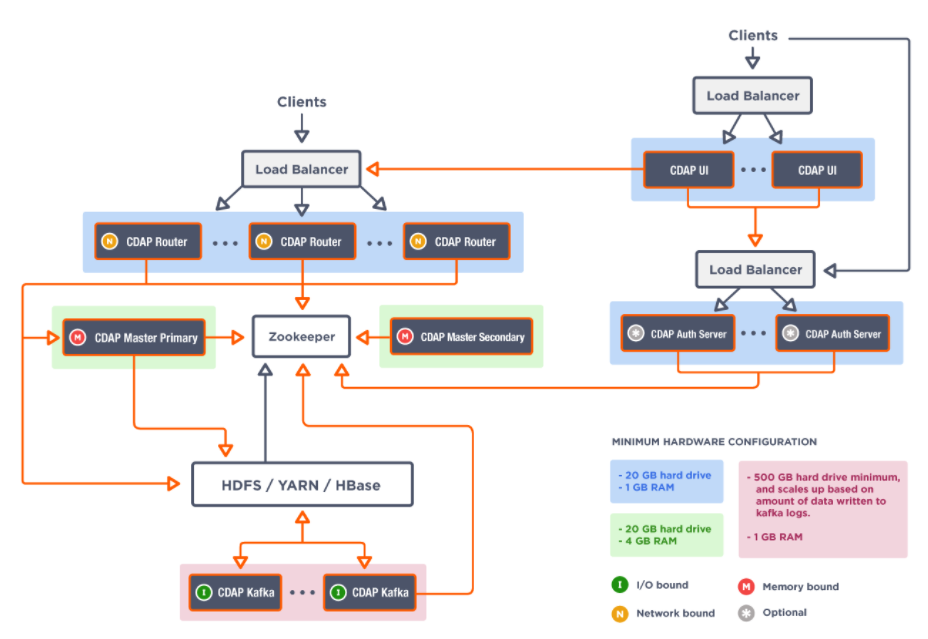 Clients
Load Balancer
CDAP UI
CDAP UI
Clients
Load Balancer
N CDAP Router
N CDAP Router
N CDAP Router
Load Balancer
M CDAP Master Primary
Zookeeper
M CDAP Master Secondary
CDAP Auth Server
CDAP Auth Server
HDFS / YARN / HBase
I CDAP Kafka
I CDAP Kafka
MINIMUM HARDWARE CONFIGURATION
- 20 GB hard drive
- 1 GB RAM
- 20 GB hard drive
- 4 GB RAM
- 500 GB hard drive minimum,
and scales up based on
amount of data written to
kafka logs.
- 1 GB RAM
I I/O bound
M Memory bound
N Network bound
* Optional